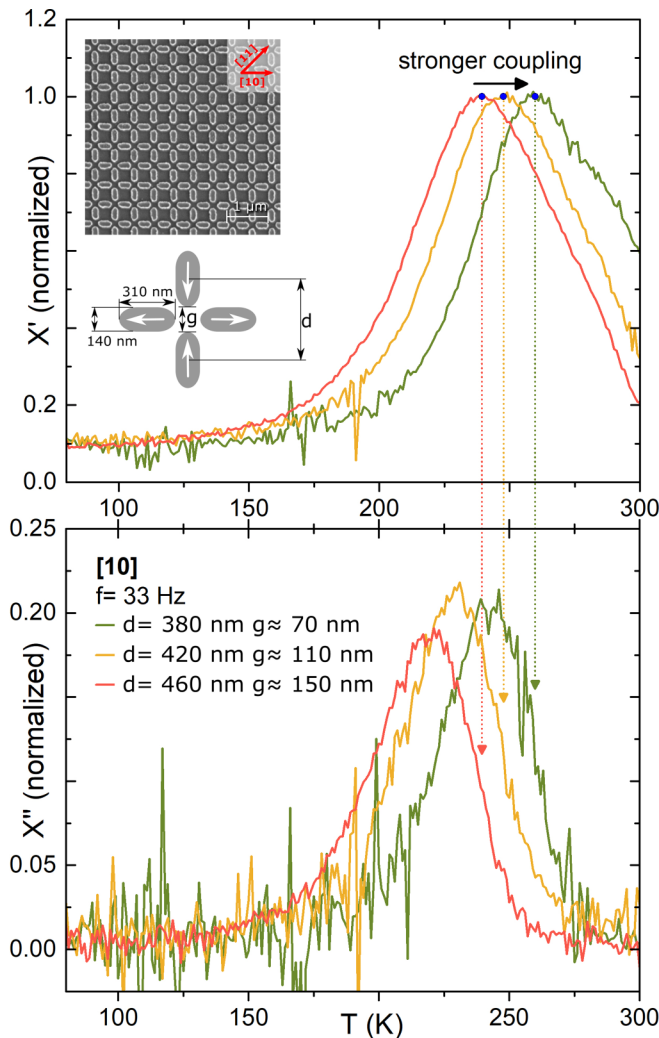 stronger coupling
[11]
[10]
1 µm
310 nm
140 nm
g
d
X' (normalized)
1.0
0.2
0.0
100 150 200 250 300
[10]
f= 33 Hz
d= 380 nm g≈ 70 nm
d= 420 nm g≈ 110 nm
d= 460 nm g≈ 150 nm
X'' (normalized)
0.25
0.20
0.05
0.00
100 150 200 250 300
T (K)